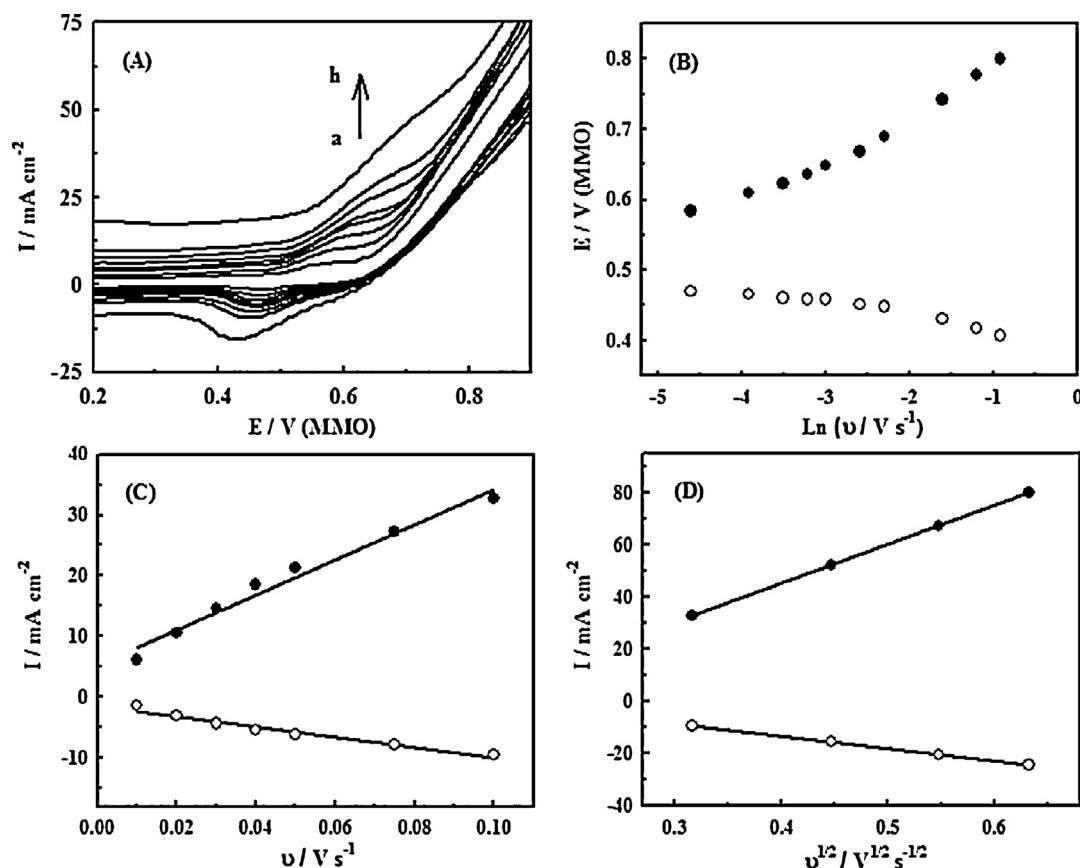 (A)
h
a
75
50
25
0
-25
I / mA cm-2
0.2 0.4 0.6 0.8
E / V (MMO)
(B)
0.8
0.7
0.6
0.5
0.4
E / V (MMO)
-5 -4 -3 -2 -1 0
Ln (υ / V s-1)
(C)
40
30
20
10
0
-10
I / mA cm-2
0.00 0.02 0.04 0.06 0.08 0.10
υ / V s-1
(D)
80
60
40
20
0
-20
-40
I / mA cm-2
0.3 0.4 0.5 0.6
υ1/2 / V1/2 s-1/2